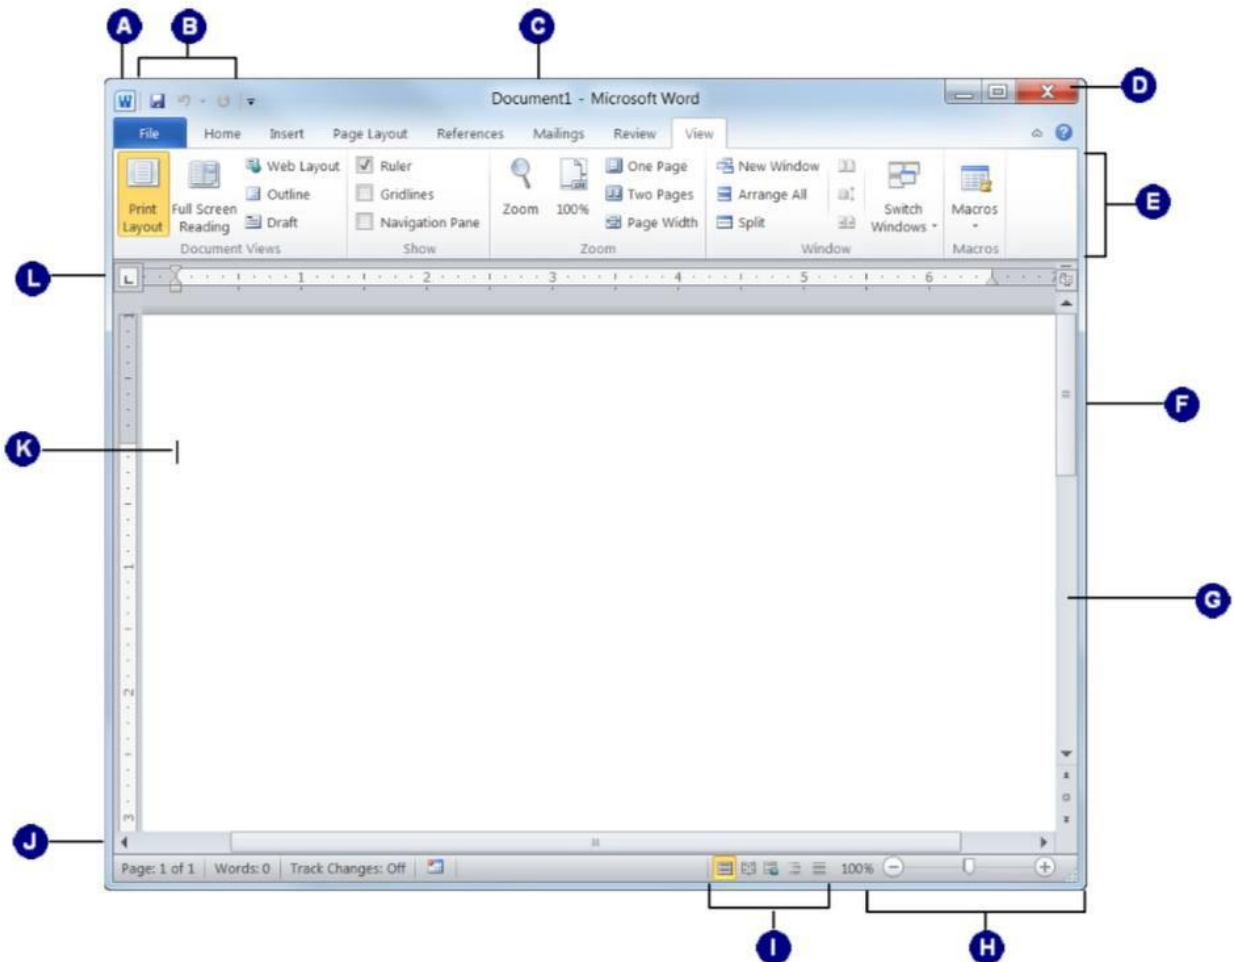 A B C
D
W
Document1 - Microsoft Word
X
File Home Insert Page Layout References Mailings Review View
?
E
Print Layout
Full Screen Reading
Web Layout
Outline
Draft
Document Views
Ruler
Gridlines
Navigation Pane
Show
Zoom
100%
One Page
Two Pages
Page Width
Zoom
New Window
Arrange All
Split
Switch Windows
Window
Macros
Macros
L
L
1 2 3 4 5 6
F
K
G
1
2
3
J
Page: 1 of 1 Words: 0 Track Changes: Off 100%
I H